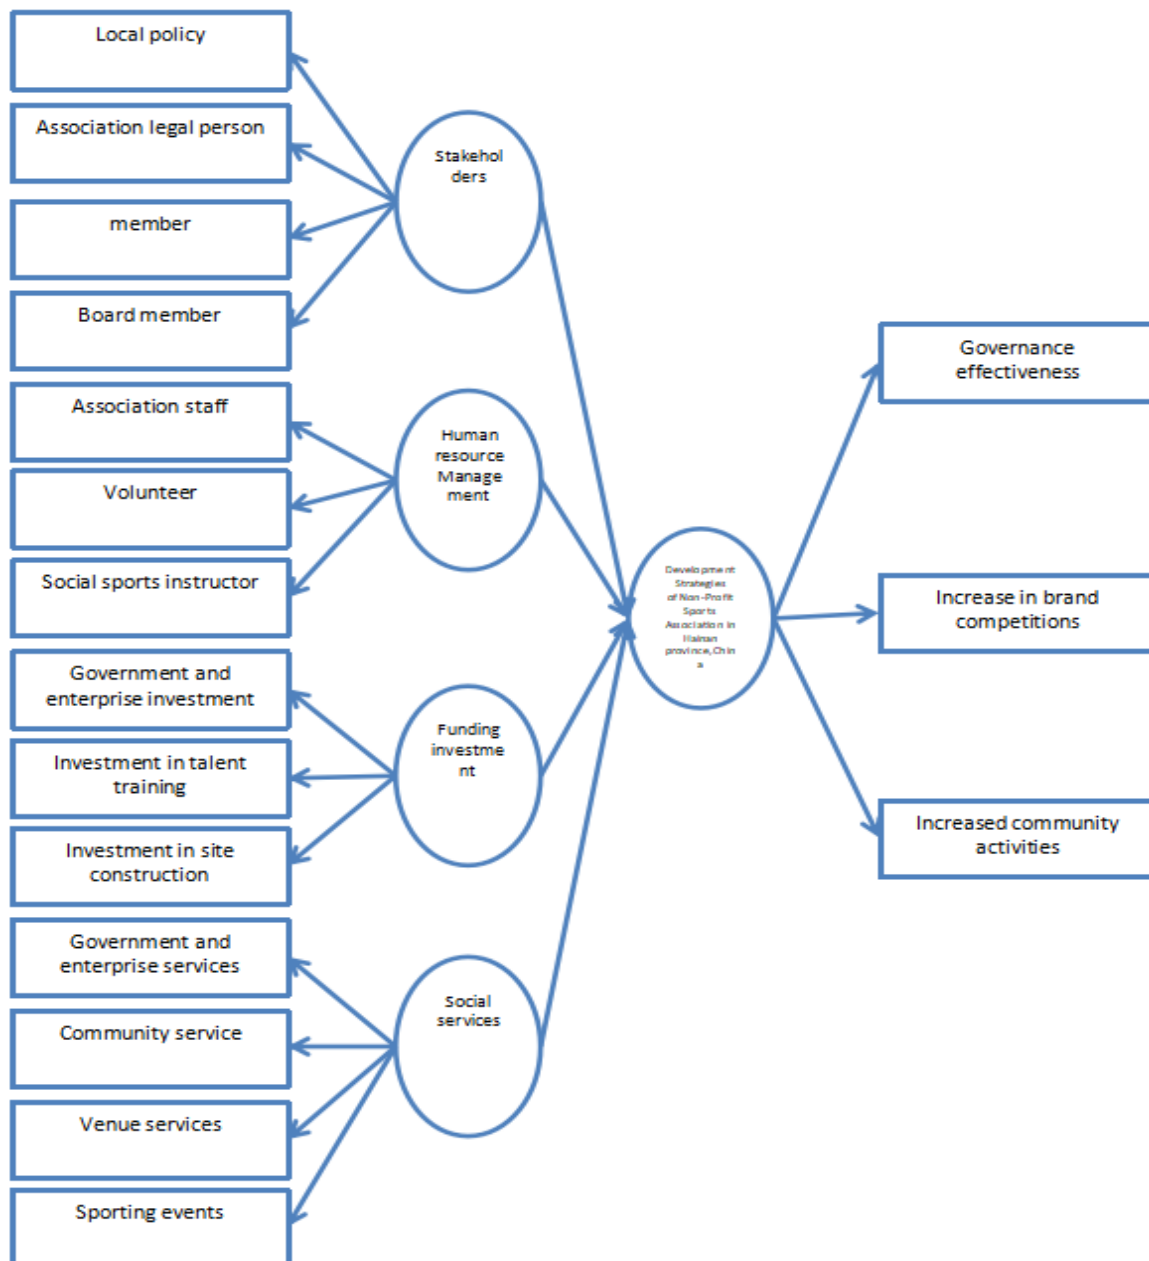 Local policy
Association legal person
member
Board member
Association staff
Volunteer
Social sports instructor
Government and
enterprise investment
Investment in talent
training
Investment in site
construction
Government and
enterprise services
Community service
Venue services
Sporting events
Stakehol
ders
Human
resource
Manage
ment
Funding
investme
nt
Social
services
Development
Strategies
of Non-Profit
Sports
Association in
Hainan
province, Chin
a
Governance
effectiveness
Increase in brand
competitions
Increased community
activities